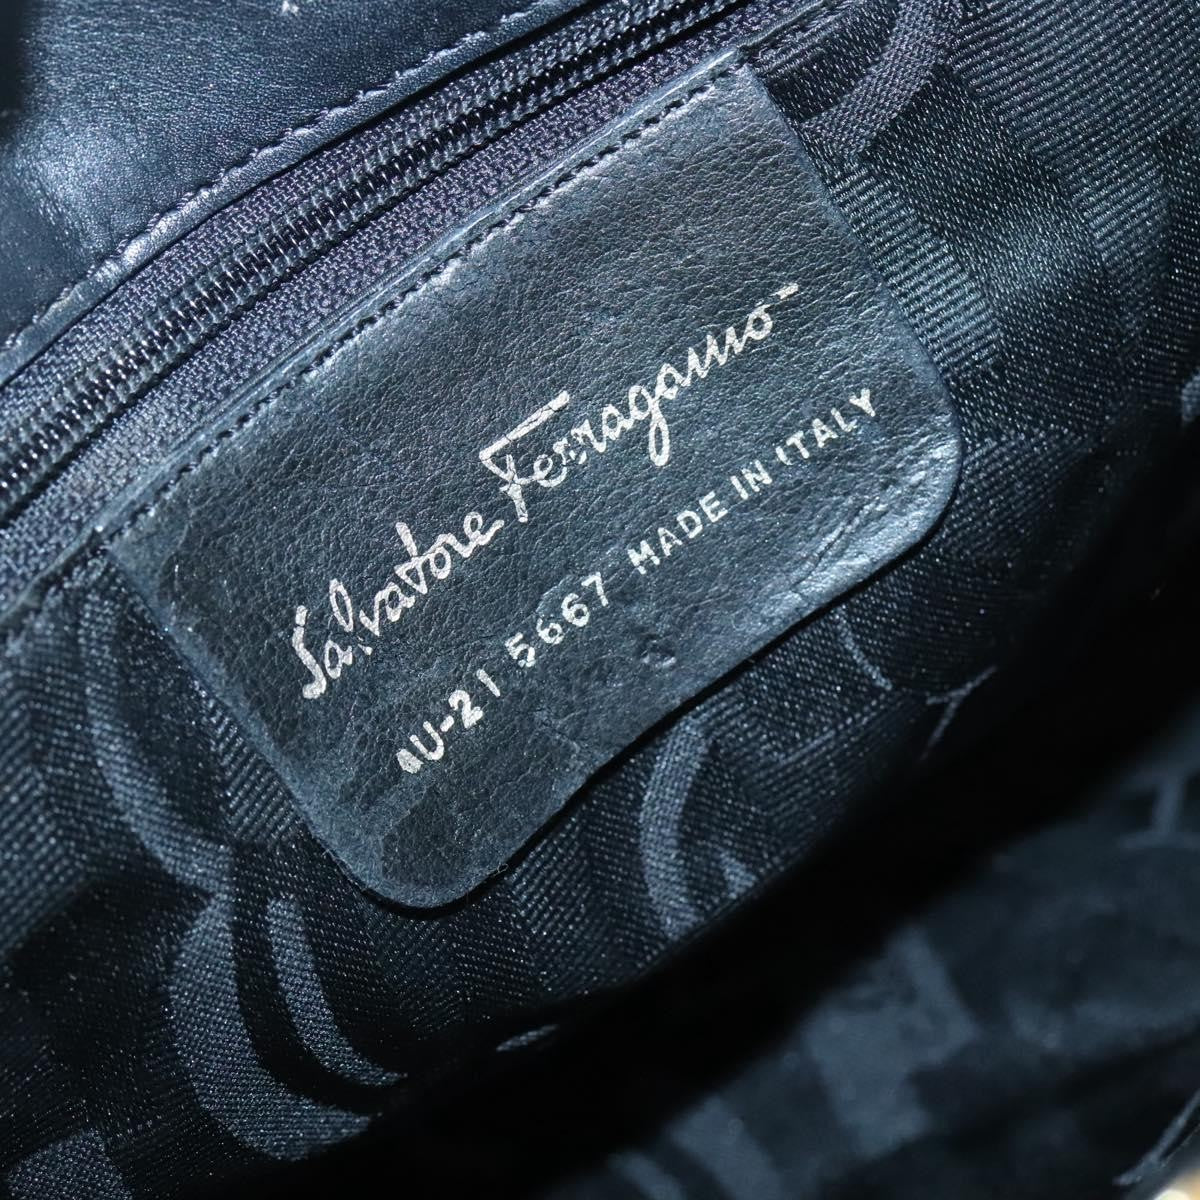 Salvatore Ferragamo
AU-21 5667 MADE IN ITALY